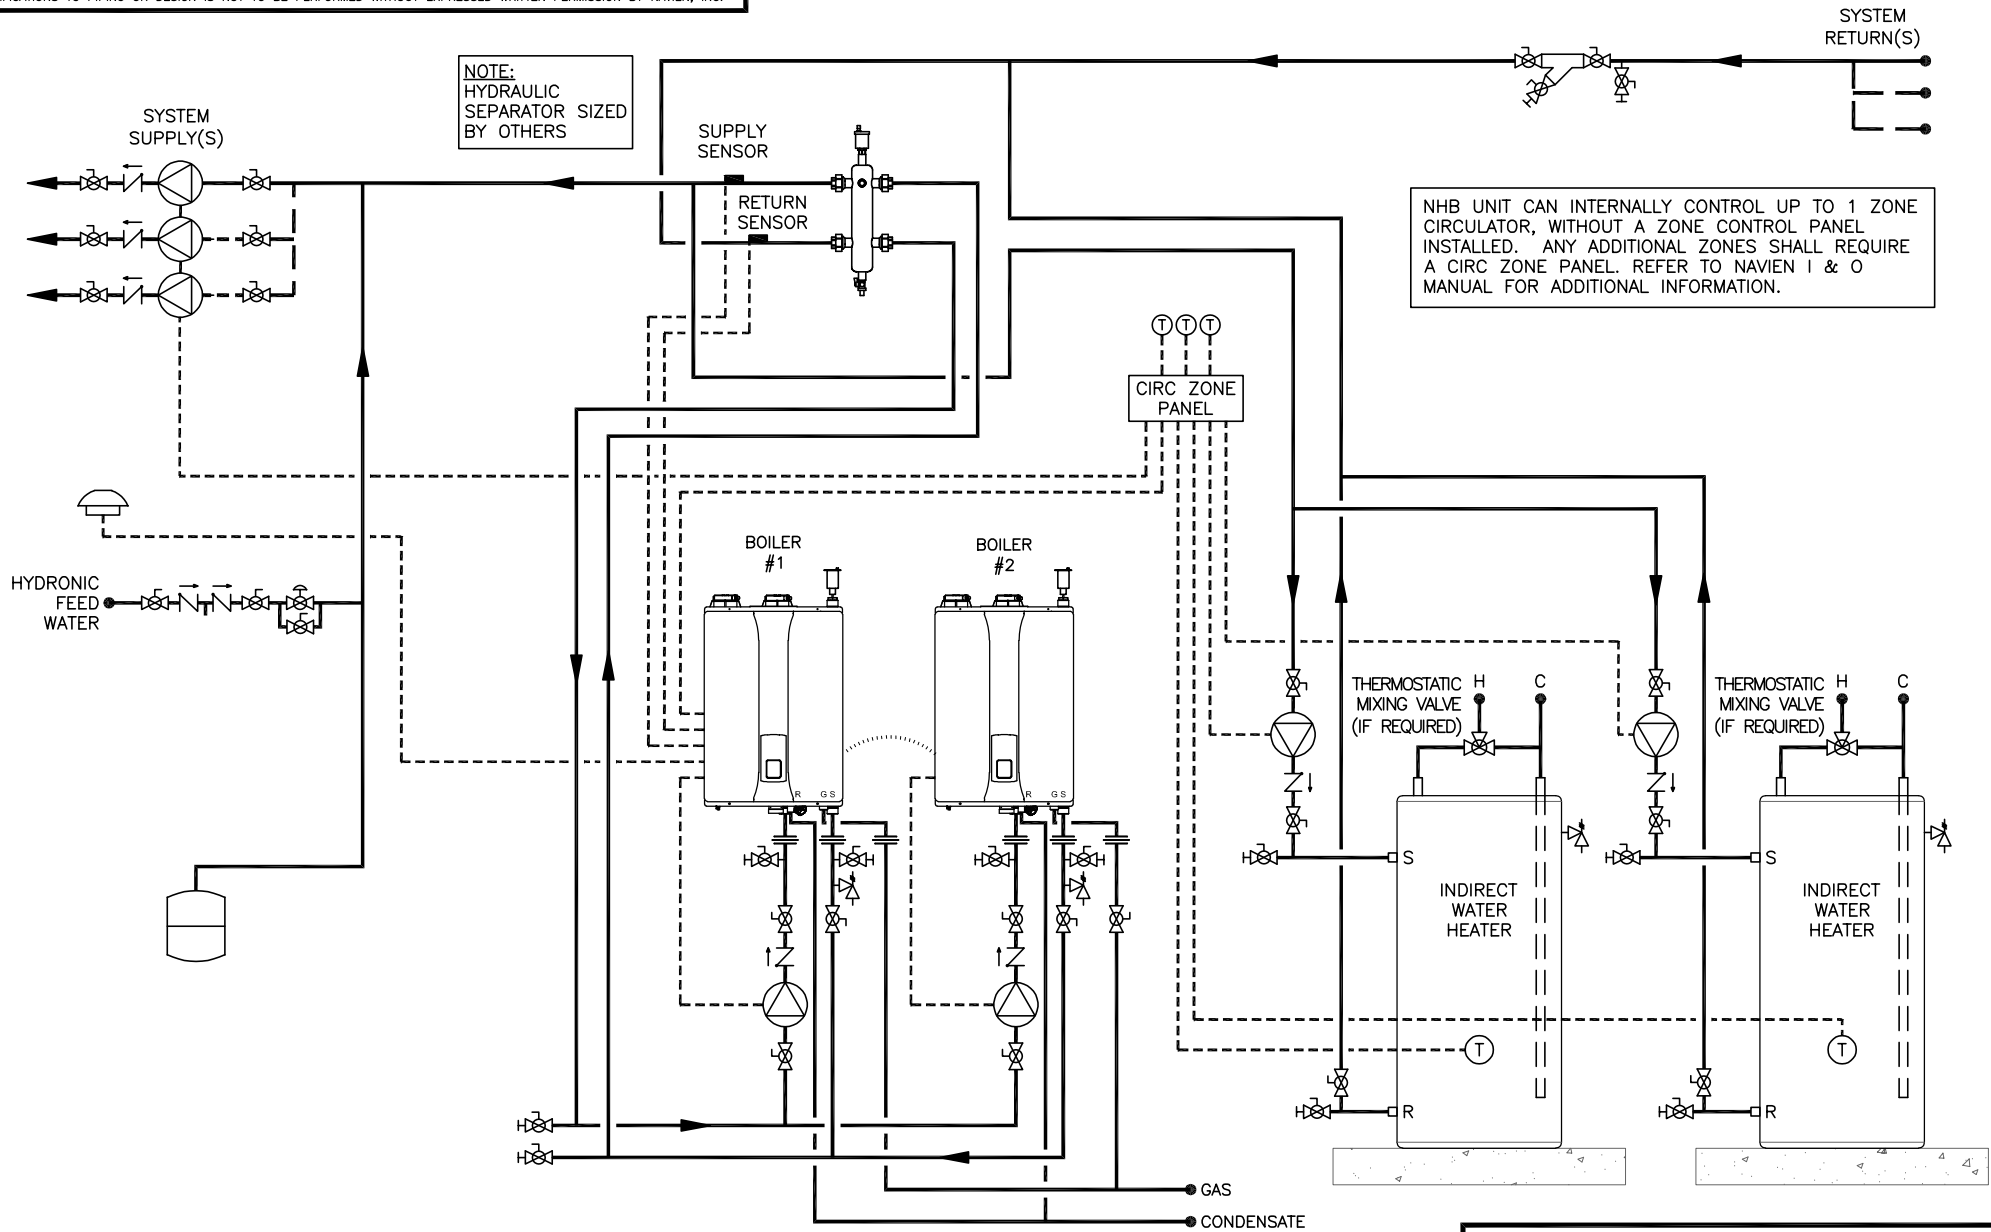 SYSTEM
RETURN(S)
NOTE:
HYDRAULIC
SEPARATOR SIZED
BY OTHERS
SYSTEM
SUPPLY(S)
SUPPLY
SENSOR
RETURN
SENSOR
NHB UNIT CAN INTERNALLY CONTROL UP TO 1 ZONE
CIRCULATOR, WITHOUT A ZONE CONTROL PANEL
INSTALLED. ANY ADDITIONAL ZONES SHALL REQUIRE
A CIRC ZONE PANEL. REFER TO NAVIEN I & O
MANUAL FOR ADDITIONAL INFORMATION.
T T T
CIRC ZONE
PANEL
HYDRONIC
FEED
WATER
BOILER
#1
BOILER
#2
R G S
R G S
THERMOSTATIC
MIXING VALVE
(IF REQUIRED)
H C
THERMOSTATIC
MIXING VALVE
(IF REQUIRED)
H C
S
INDIRECT
WATER
HEATER
T
R
S
INDIRECT
WATER
HEATER
T
R
GAS
CONDENSATE